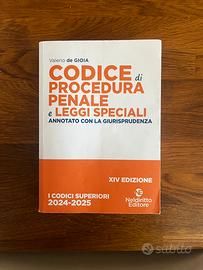 Valerio de GIOIA
CODICE di
PROCEDURA
PENALE
e LEGGI SPECIALI
ANNOTATO CON LA GIURISPRUDENZA
XIV EDIZIONE
I CODICI SUPERIORI
2024-2025
Neldiritto
Editore
subito